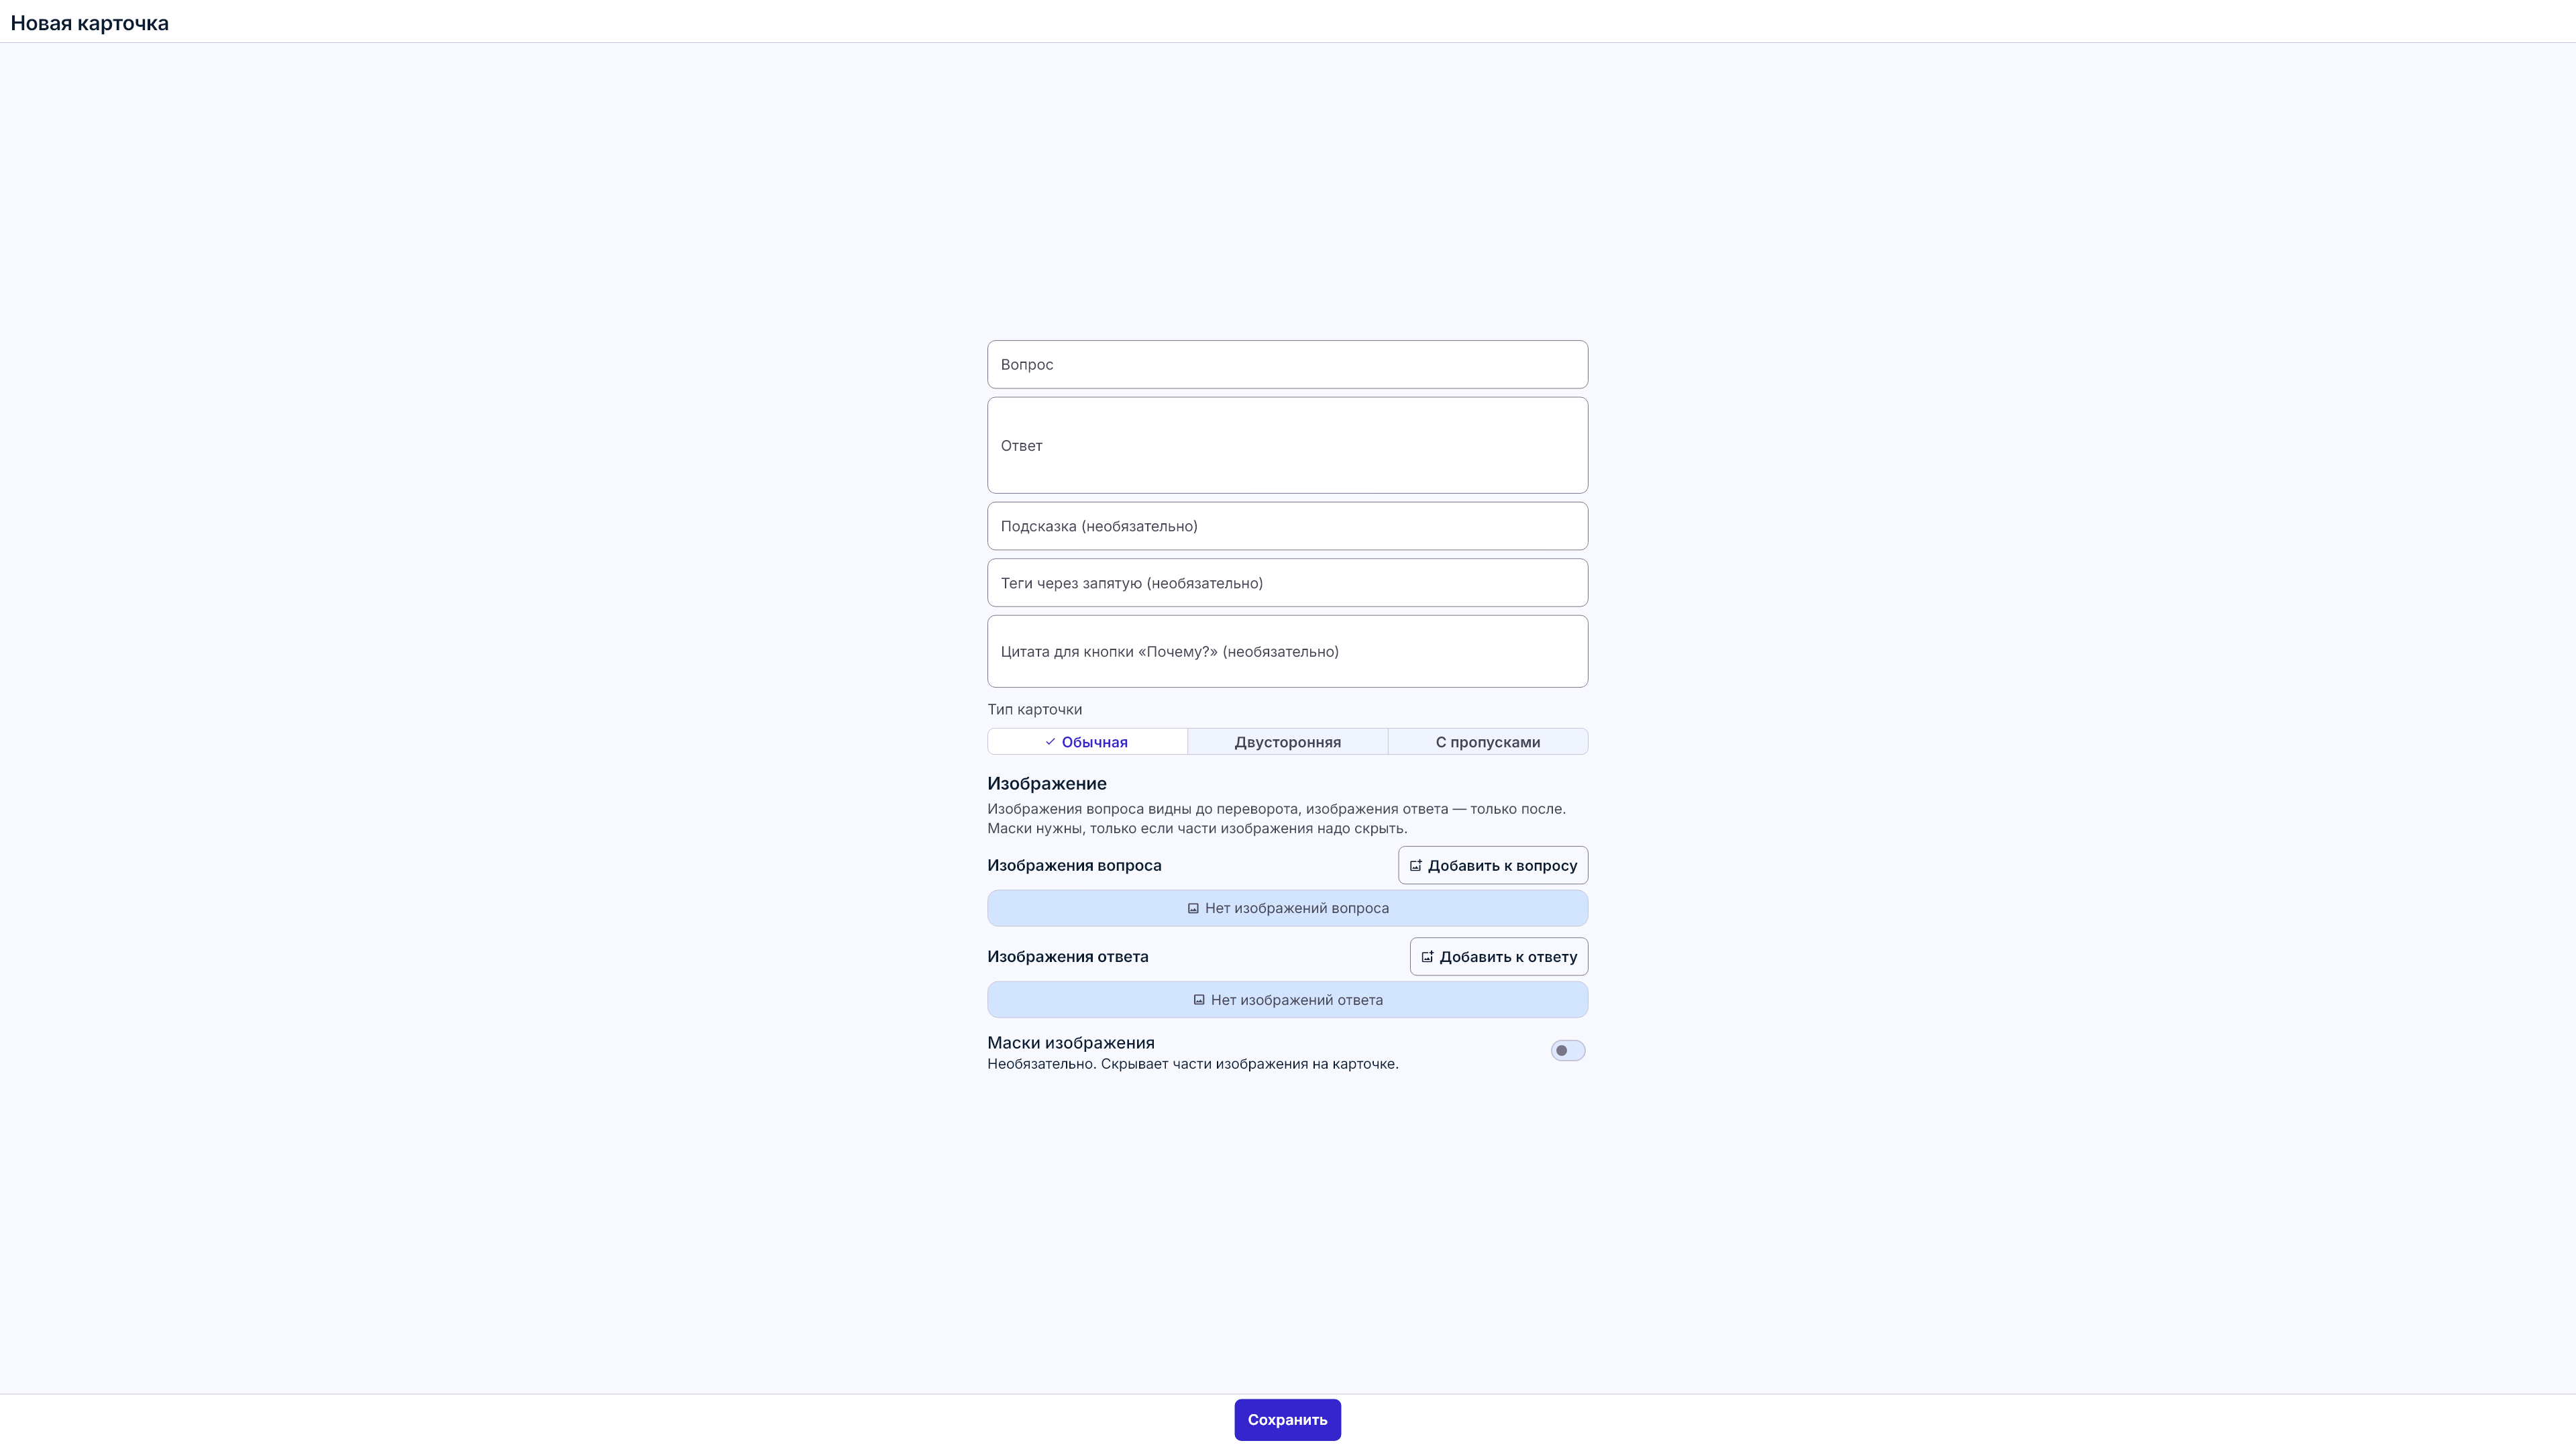 Новая карточка
Вопрос
Ответ
Подсказка (необязательно)
Теги через запятую (необязательно)
Цитата для кнопки «Почему?» (необязательно)
Тип карточки
Обычная
Двусторонняя
С пропусками
Изображение
Изображения вопроса видны до переворота, изображения ответа — только после.
Маски нужны, только если части изображения надо скрыть.
Изображения вопроса
Добавить к вопросу
Нет изображений вопроса
Изображения ответа
Добавить к ответу
Нет изображений ответа
Маски изображения
Необязательно. Скрывает части изображения на карточке.
Сохранить